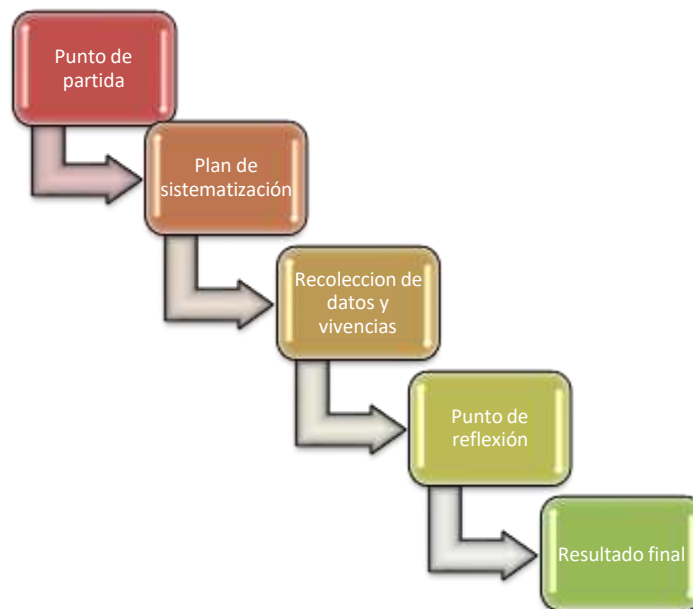 Punto de
partida
Plan de
sistematización
Recoleccion de
datos y
vivencias
Punto de
reflexión
Resultado final